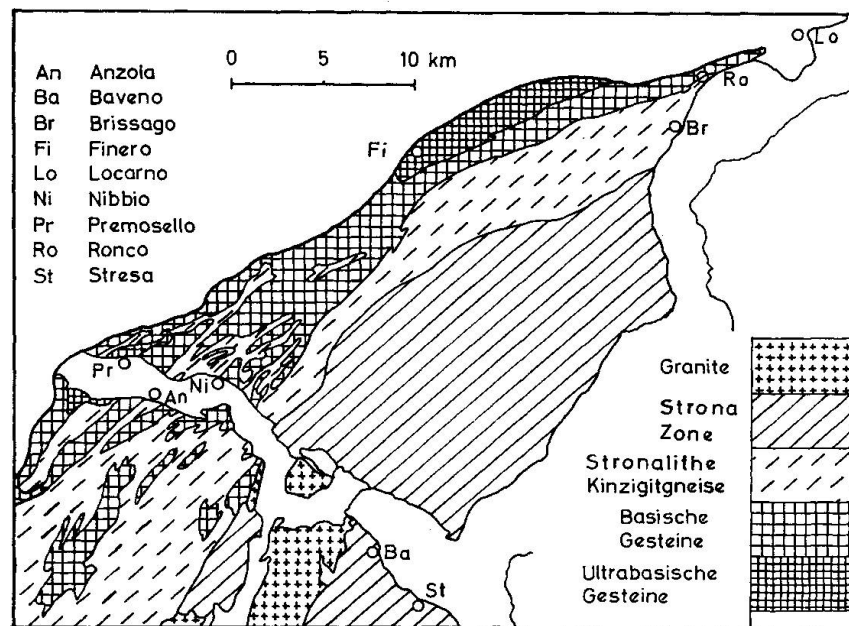 An Anzola
Ba Baveno
Br Brissago
Fi Finero
Lo Locarno
Ni Nibbio
Pr Premosello
Ro Ronco
St Stresa
0 5 10 km
Lo
Ro
Br
Fi
Pr
An
Ni
Ba
St
Granite
Strona
Zone
Stronalithe
Kinzigitgneise
Basische
Gesteine
Ultrabasische
Gesteine